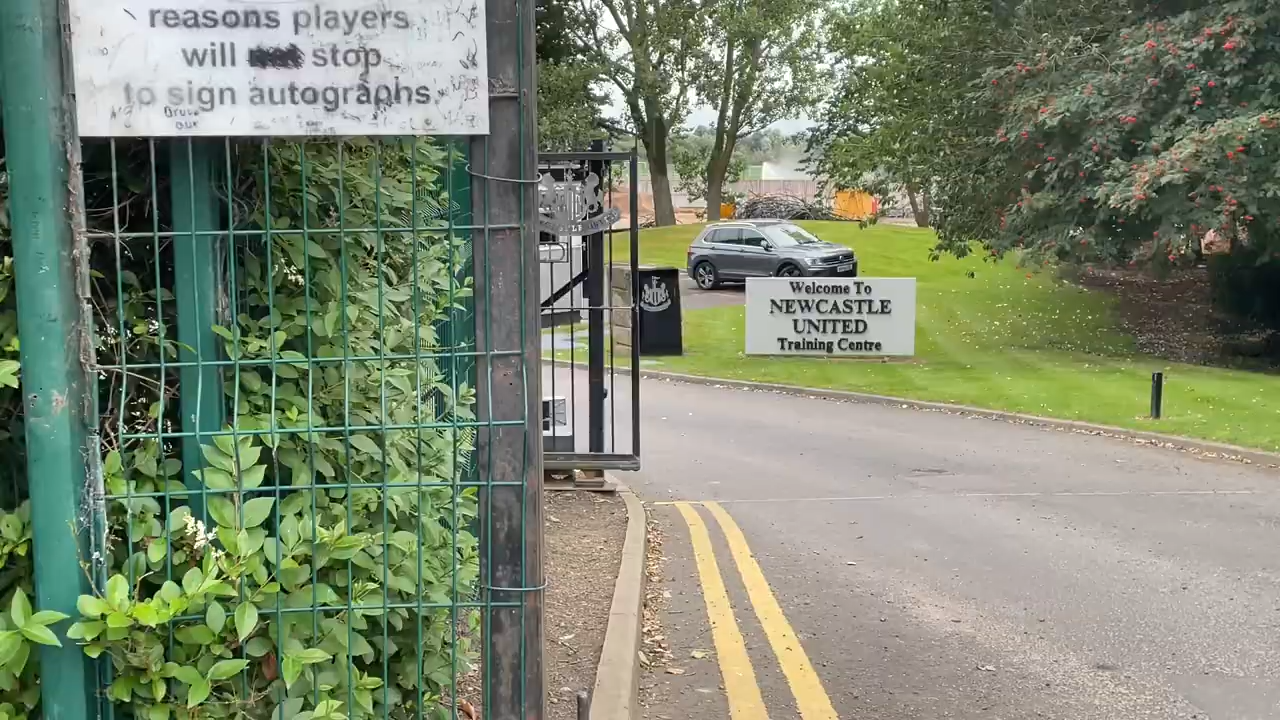 reasons players
will stop
to sign autographs.
Welcome To
NEWCASTLE
UNITED
Training Centre